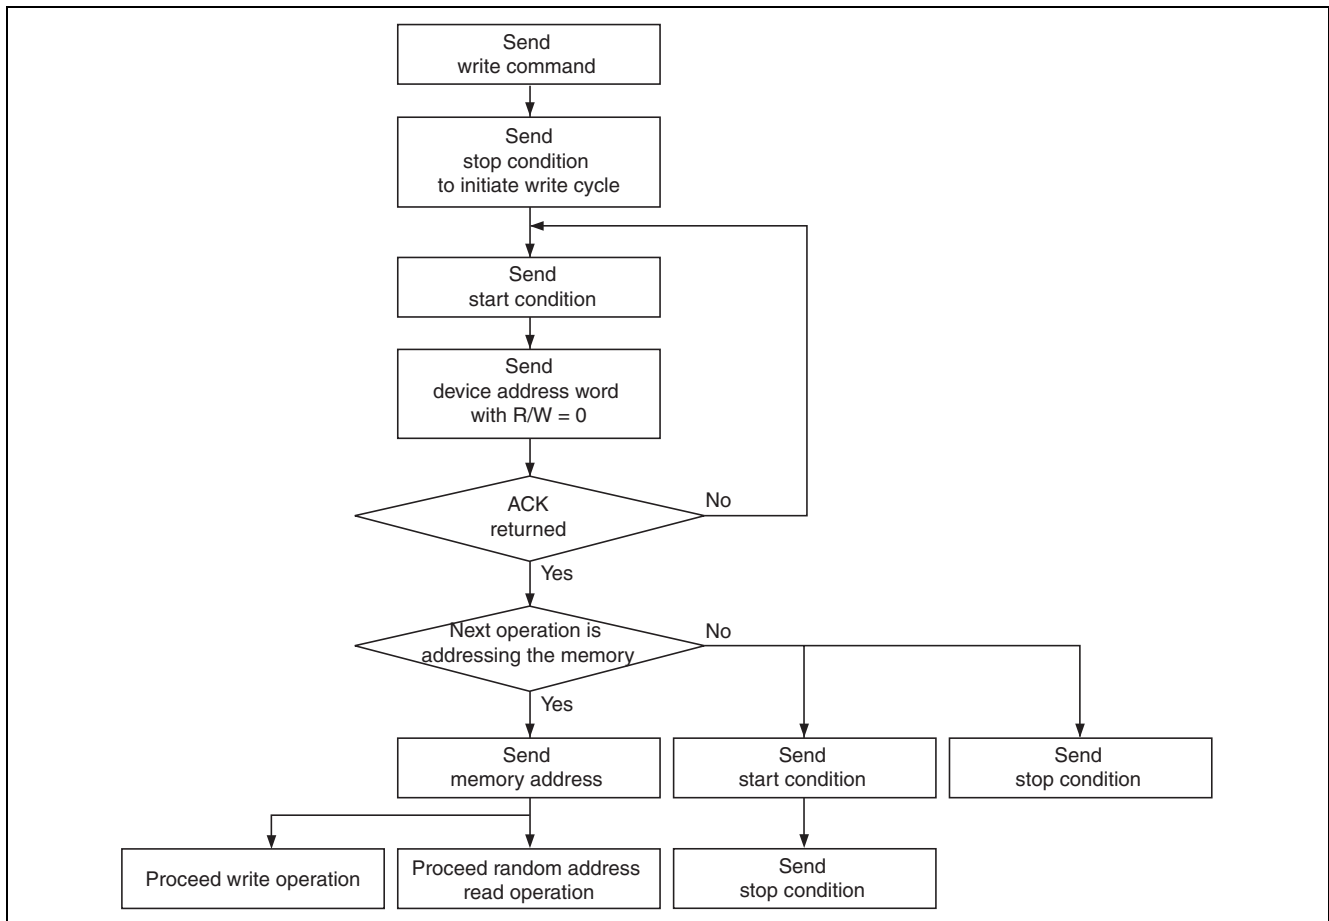 Send
write command
Send
stop condition
to initiate write cycle
Send
start condition
Send
device address word
with R/W = 0
ACK
returned
No
Yes
Next operation is
addressing the memory
No
Yes
Send
memory address
Send
start condition
Send
stop condition
Proceed write operation
Proceed random address
read operation
Send
stop condition